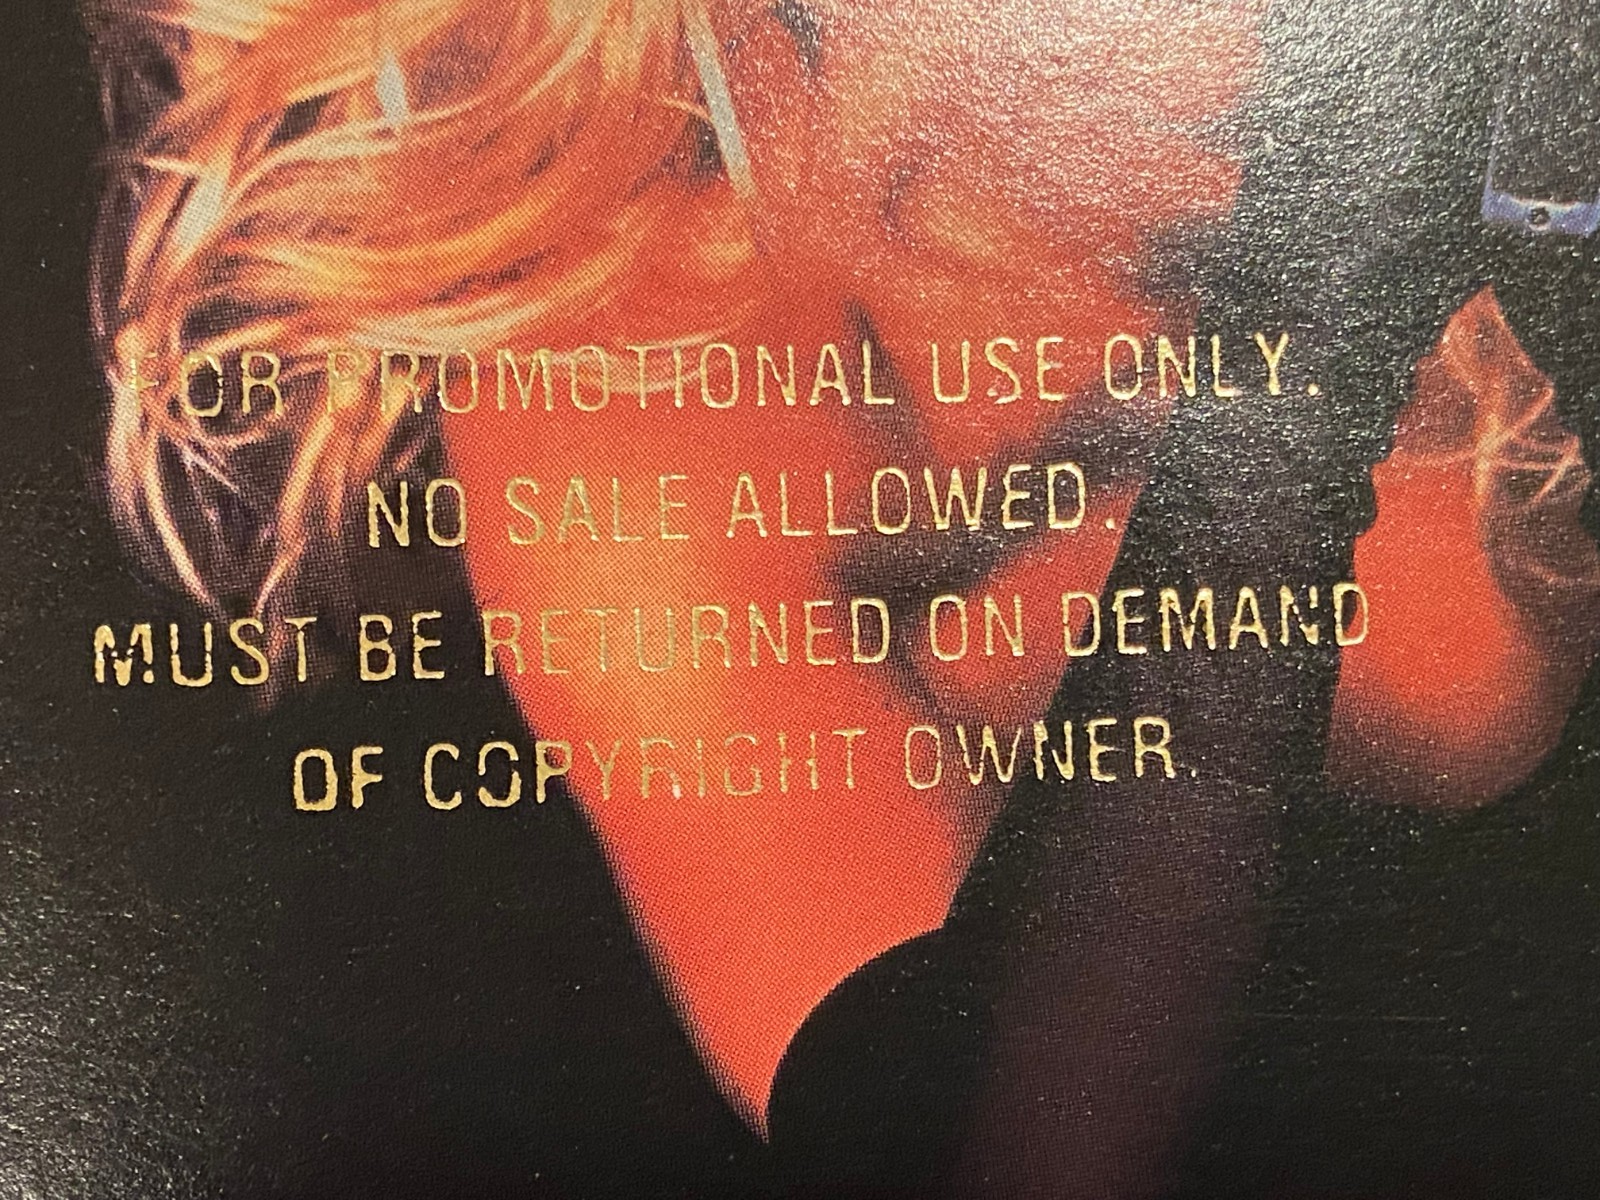 FOR PROMOTIONAL USE ONLY.
NO SALE ALLOWED.
MUST BE RETURNED ON DEMAND
OF COPYRIGHT OWNER.